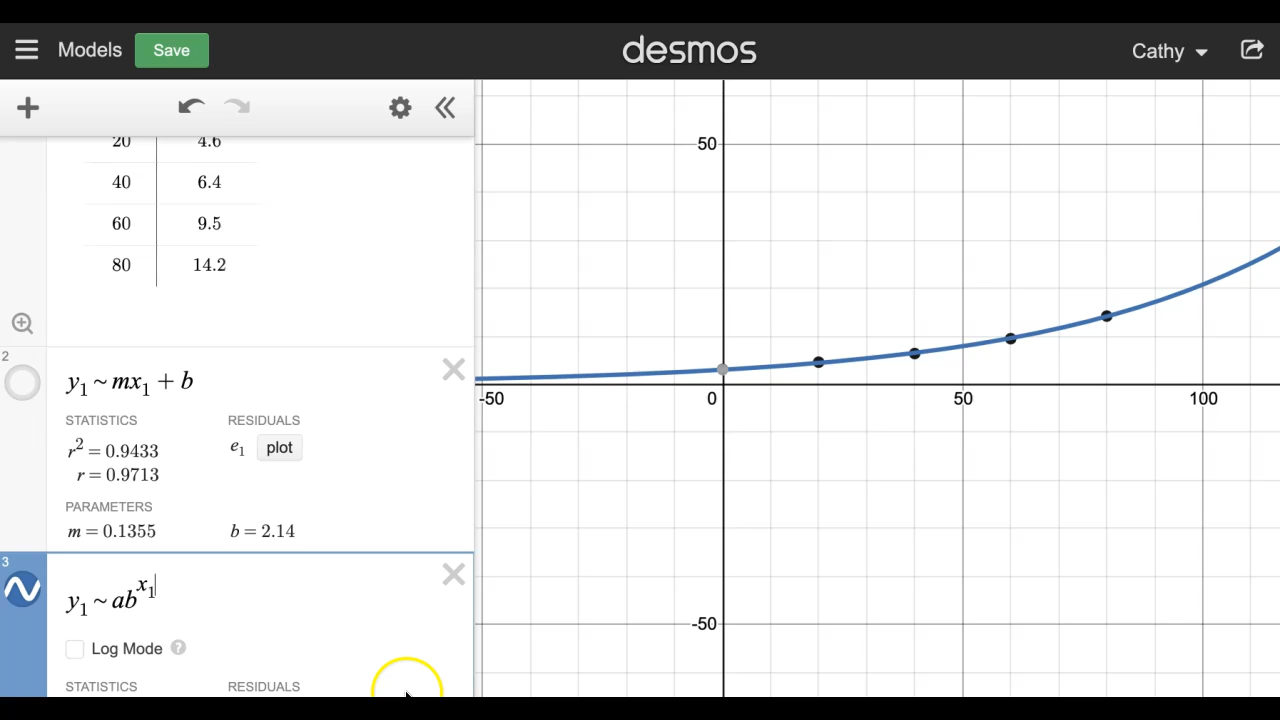 Models Save desmos Cathy
20 4.6
40 6.4
60 9.5
80 14.2
2
y₁ ~ mx₁ + b
STATISTICS RESIDUALS
r² = 0.9433 e₁ plot
r = 0.9713
PARAMETERS
m = 0.1355 b = 2.14
3
y₁ ~ ab^x₁
Log Mode ?
STATISTICS RESIDUALS
50
-50 0 50 100
-50